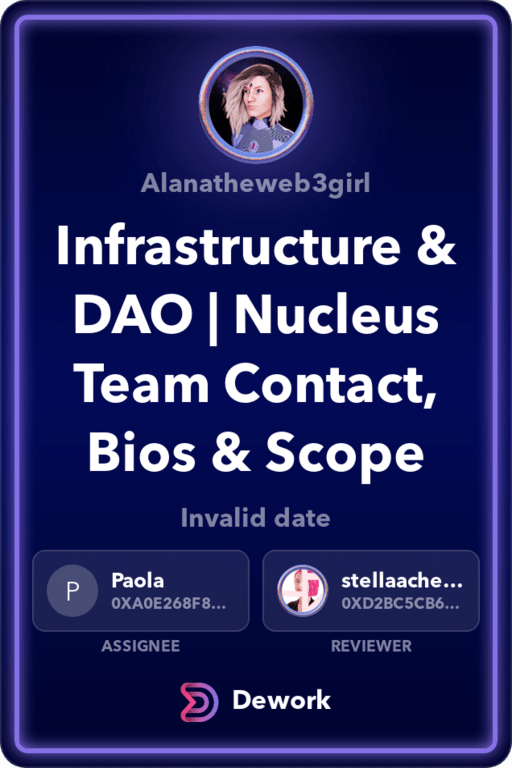 Alanatheweb3girl
Infrastructure &
DAO | Nucleus
Team Contact,
Bios & Scope
Invalid date
P
Paola
0XA0E268F8...
stellaache...
0XD2BC5CB6...
ASSIGNEE
REVIEWER
Dework